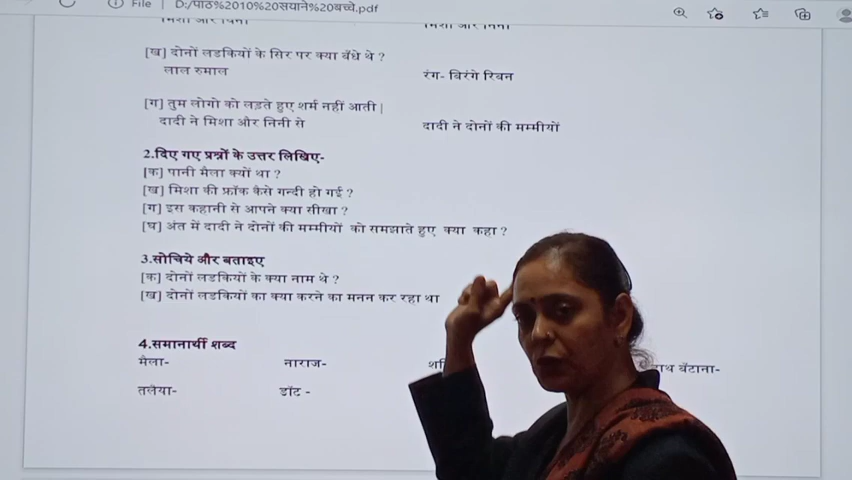 File | D:/पाठ%2010%20सयाने%20बच्चे.pdf
[ख] दोनों लडकियों के सिर पर क्या बँधे थे ?
लाल रुमाल रंग- बिरंगे रिबन
[ग] तुम लोगो को लड़ते हुए शर्म नहीं आती |
दादी ने मिशा और निनी से दादी ने दोनों की मम्मीयों
2.दिए गए प्रश्नों के उत्तर लिखिए-
[क] पानी मैला क्यों था ?
[ख] मिशा की फ्रॉक कैसे गन्दी हो गई ?
[ग] इस कहानी से आपने क्या सीखा ?
[घ] अंत में दादी ने दोनों की मम्मीयों को समझाते हुए क्या कहा ?
3.सोचिये और बताइए
[क] दोनों लडकियों के क्या नाम थे ?
[ख] दोनों लडकियों का क्या करने का मनन कर रहा था
4.समानार्थी शब्द
मैला- नाराज- बँटाना-
तलैया- डाँट -